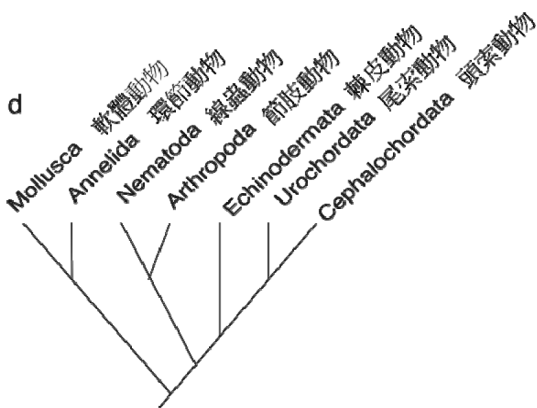 d
Mollusca 軟體動物
Annelida 環節動物
Nematoda 線蟲動物
Arthropoda 節肢動物
Echinodermata 棘皮動物
Urochordata 尾索動物
Cephalochordata 頭索動物